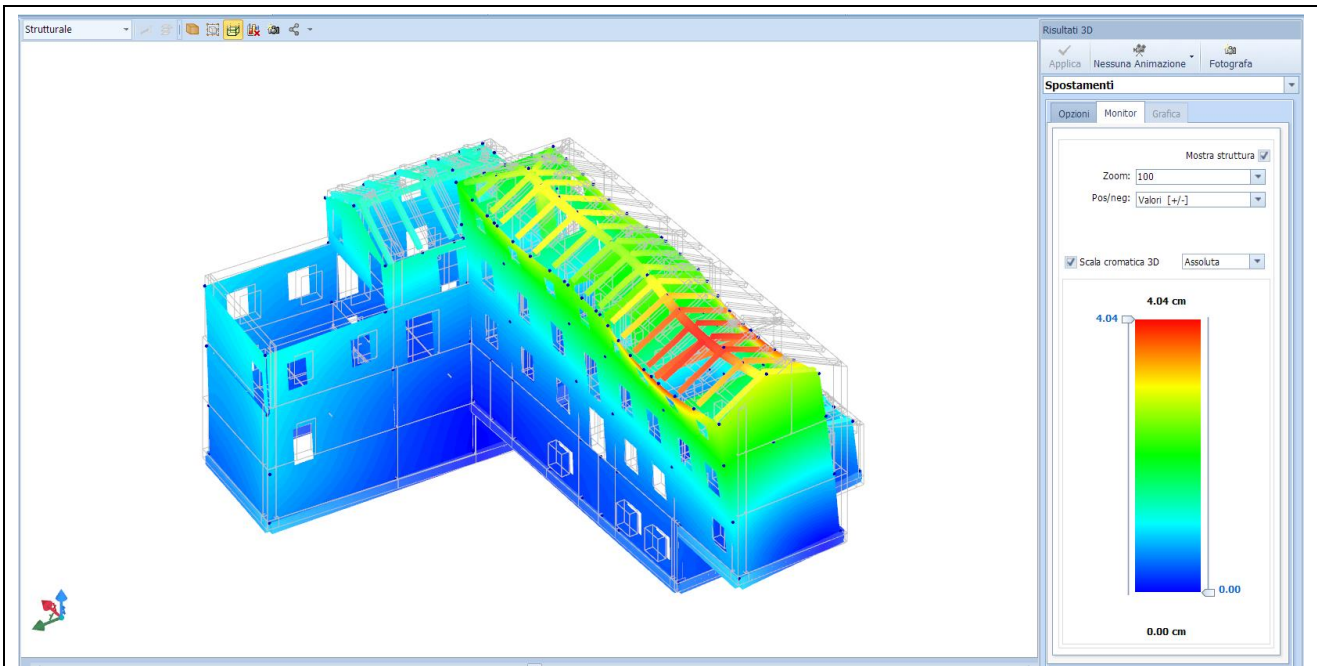 Strutturale
Risultati 3D
Applica Nessuna Animazione Fotografa
Spostamenti
Opzioni Monitor Grafica
Mostra struttura
Zoom: 100
Pos/neg: Valori [+/-]
Scala cromatica 3D Assoluta
4.04 cm
4.04
0.00
0.00 cm